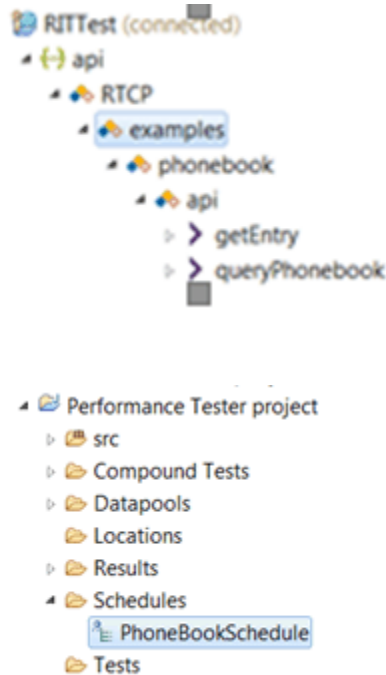 RITTest (connected)
api
RTCP
examples
phonebook
api
getEntry
queryPhonebook
Performance Tester project
src
Compound Tests
Datapools
Locations
Results
Schedules
PhoneBookSchedule
Tests